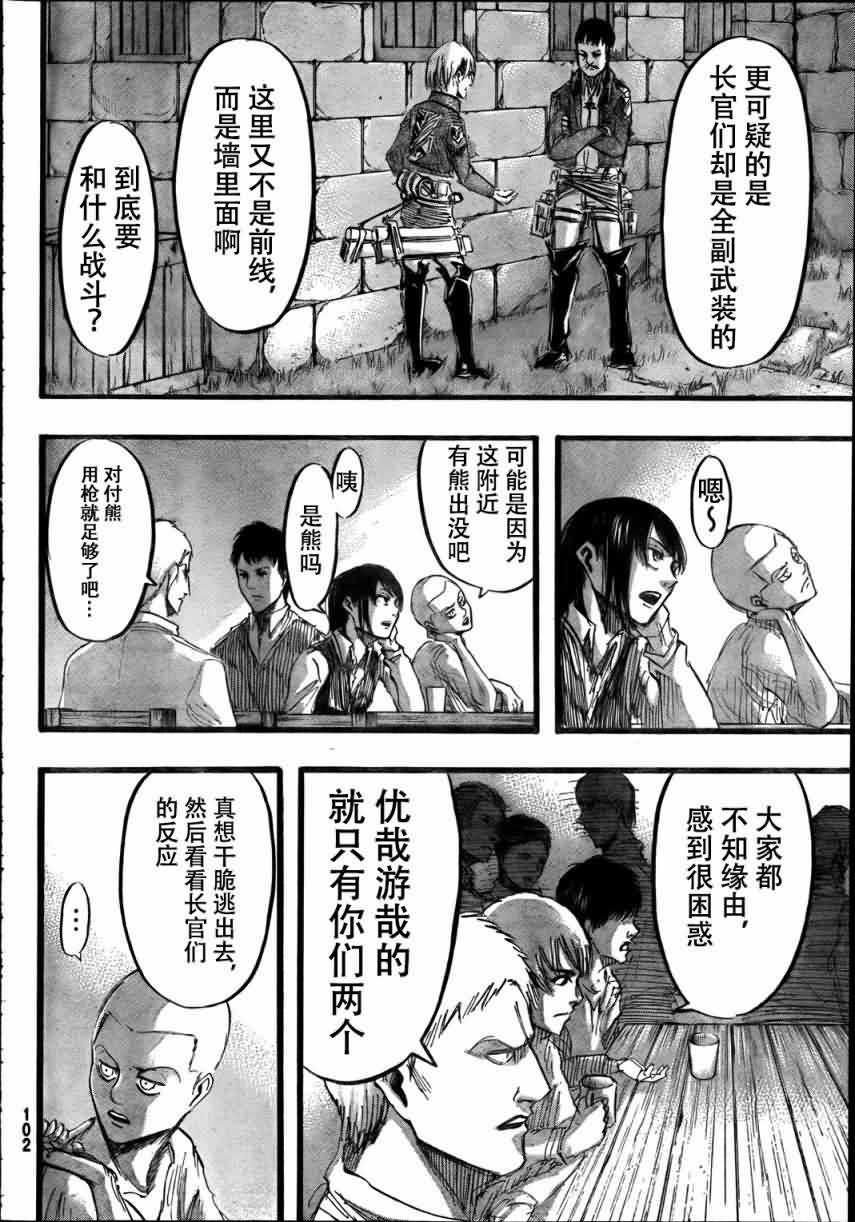 更可疑的是
长官们却是全副武装的
这里又不是前线，
而是墙里面啊
到底要
和什么战斗？
嗯～
可能是因为
这附近
有熊出没吧
咦
是熊吗
对付熊
用枪就足够了吧…
大家都
不知缘由，
感到很困惑
优哉游哉的
就只有你们两个
真想干脆逃出去，
然后看看长官们
的反应
…
102